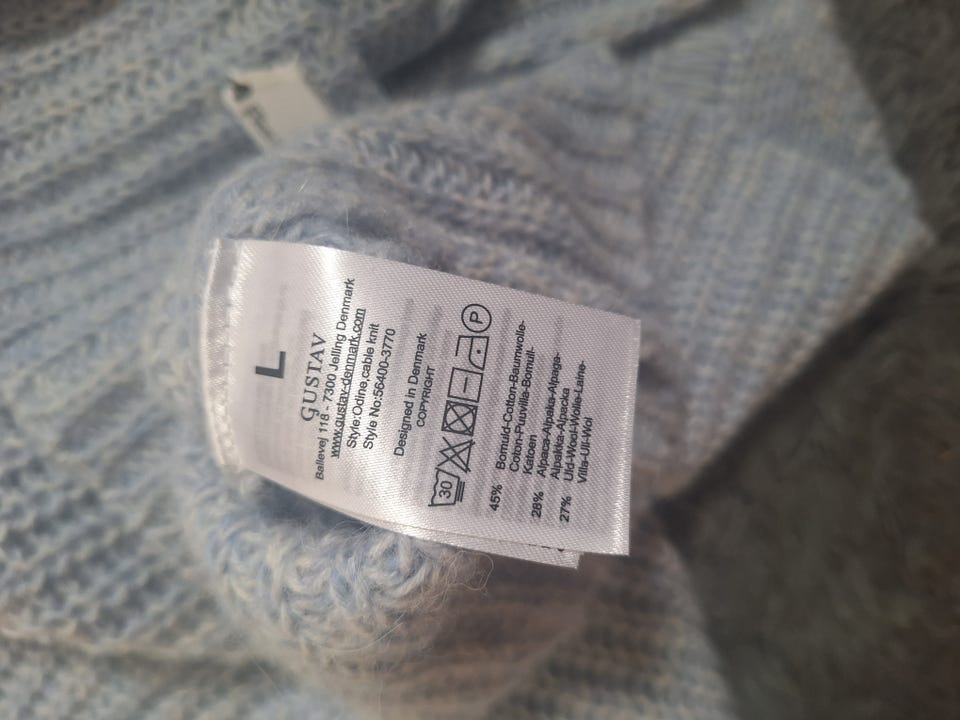 L
GUSTAV
Ballevej 118 - 7300 Jelling Denmark
www.gustav-denmark.com
Style:Odine,cable knit
Style No:56400-3770
Designed in Denmark
COPYRIGHT
30 P
45% Bomuld-Cotton-Baumwolle-
Coton-Puuvilla-Bomull-
Katoen
28% Alpaca-Alpaka-Alpaga-
Alpakka-Alpacka
27% Uld-Wool-Wolle-Laine-
Villa-Ull-Wol